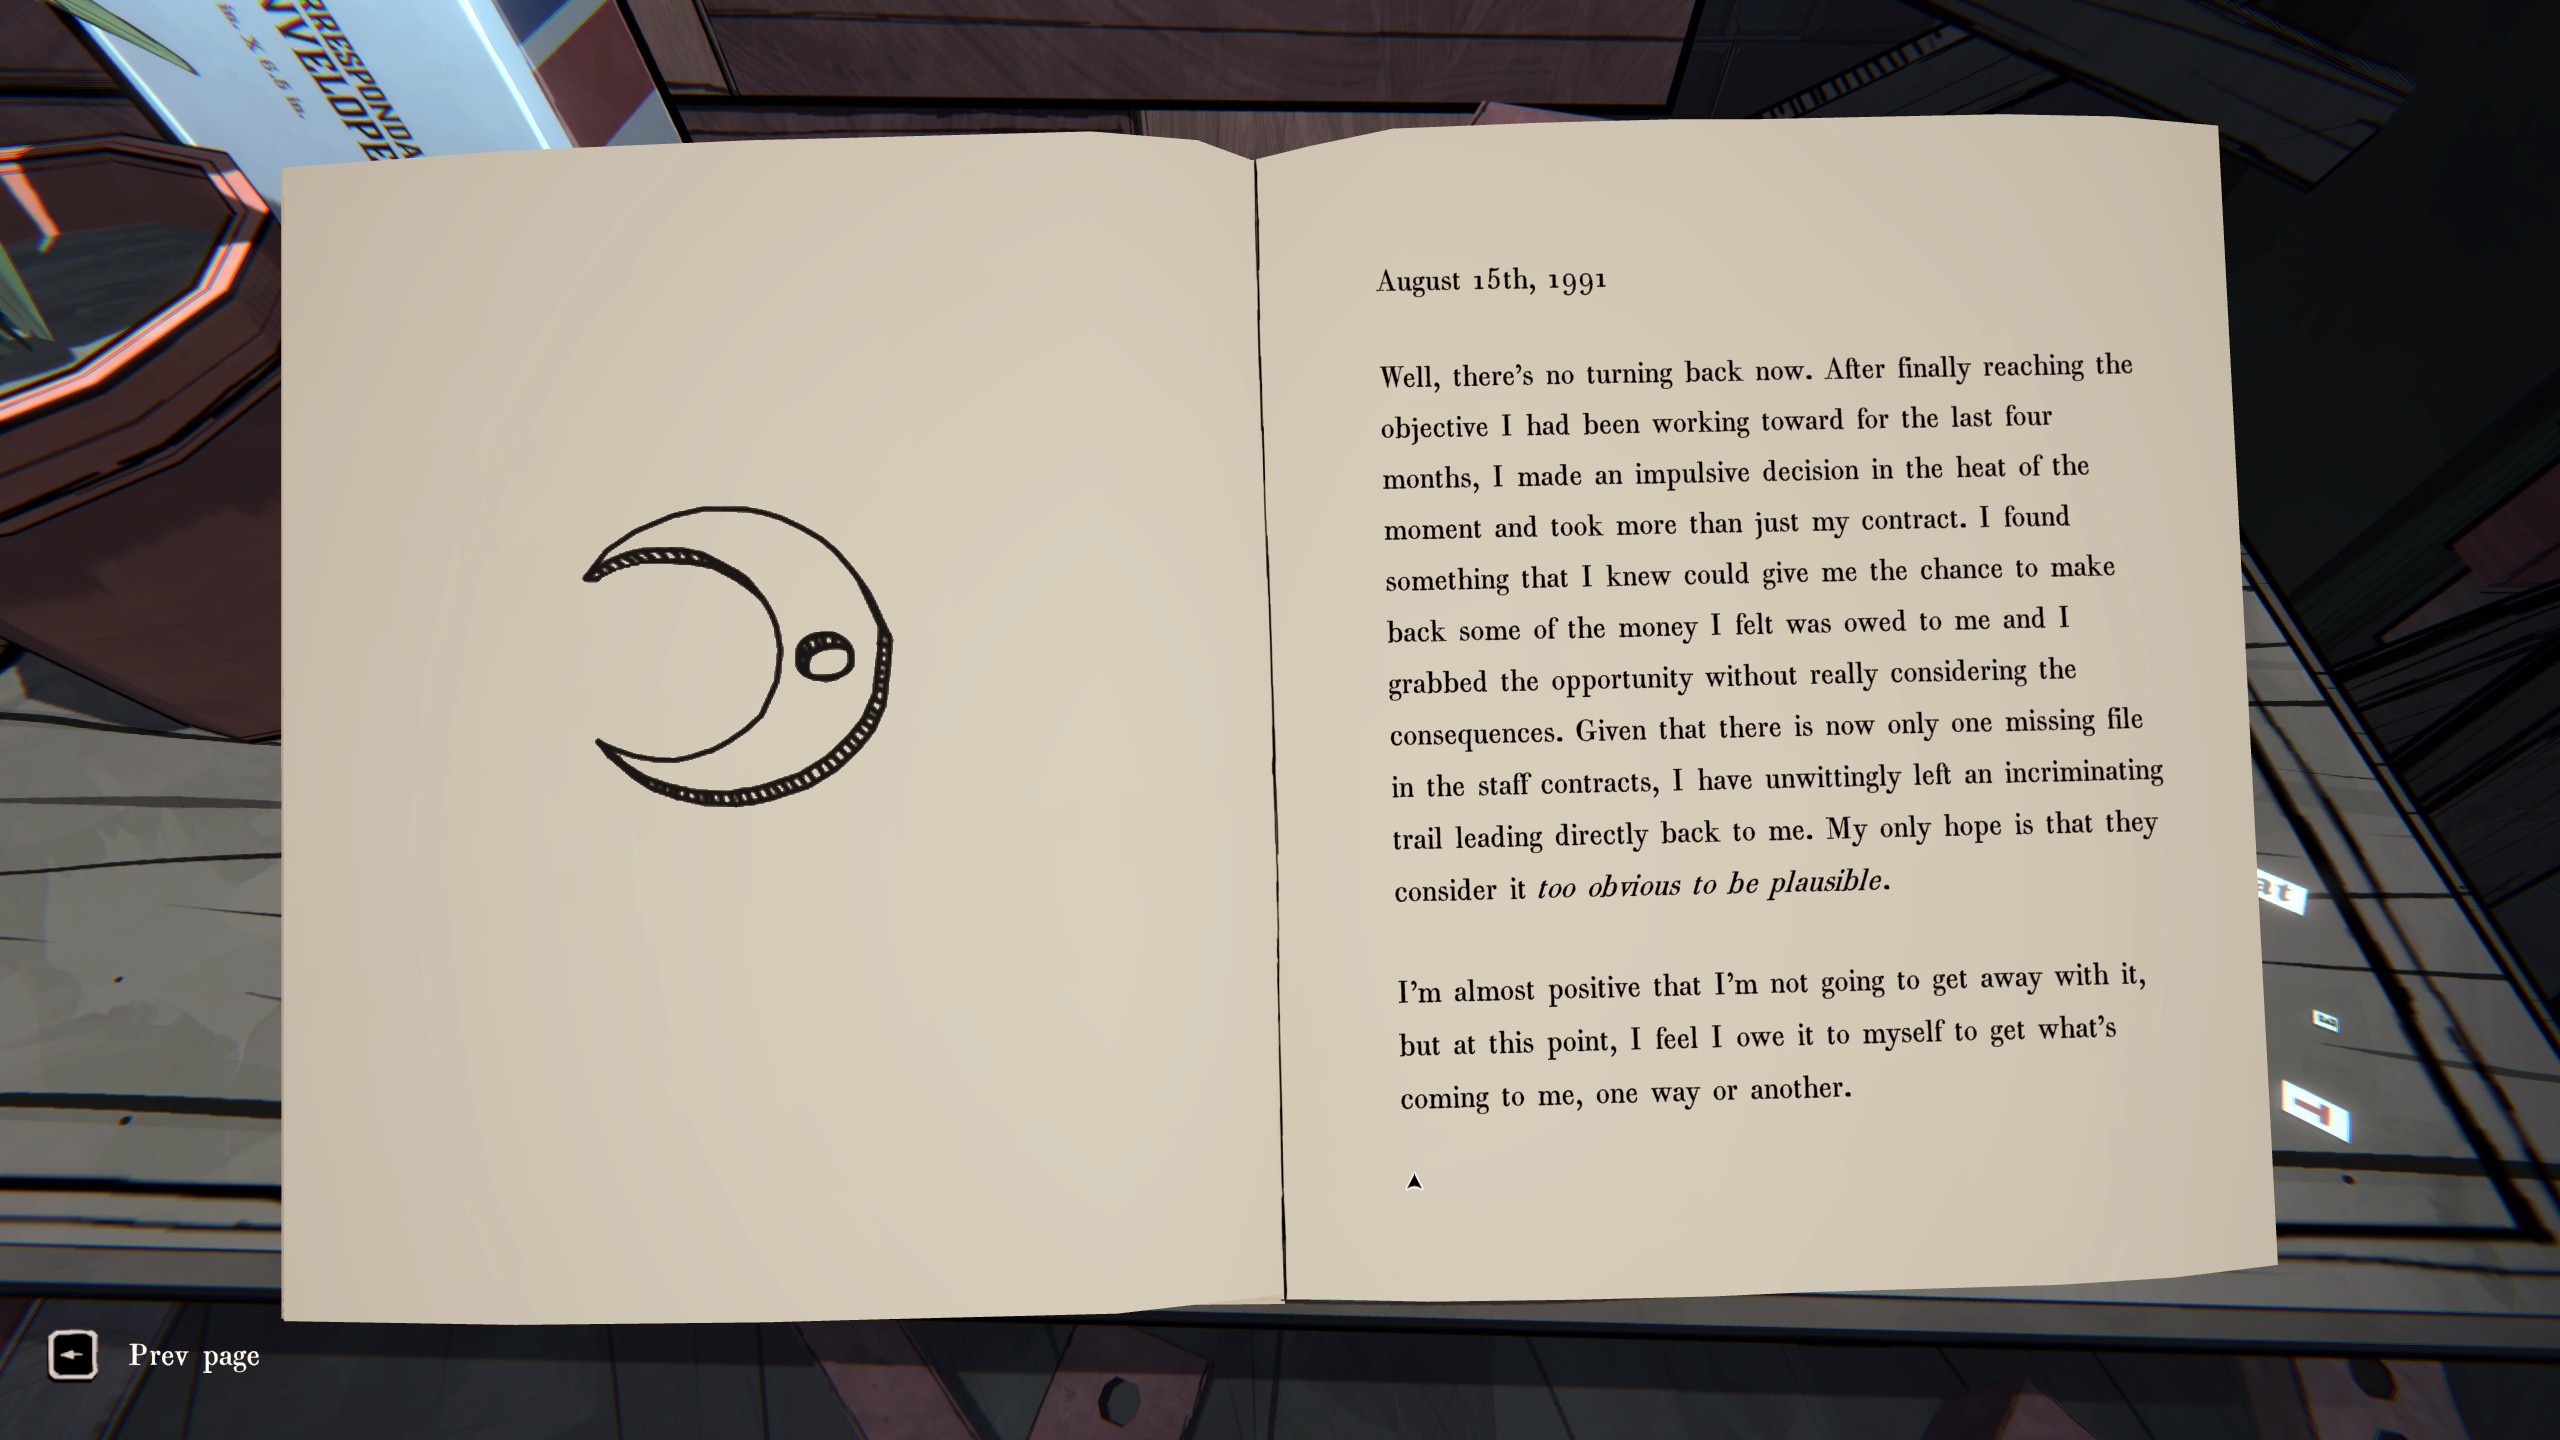 RRESPONDA
NVELOPE
in. X 6.5 in.
August 15th, 1991
Well, there's no turning back now. After finally reaching the
objective I had been working toward for the last four
months, I made an impulsive decision in the heat of the
moment and took more than just my contract. I found
something that I knew could give me the chance to make
back some of the money I felt was owed to me and I
grabbed the opportunity without really considering the
consequences. Given that there is now only one missing file
in the staff contracts, I have unwittingly left an incriminating
trail leading directly back to me. My only hope is that they
consider it too obvious to be plausible.
I'm almost positive that I'm not going to get away with it,
but at this point, I feel I owe it to myself to get what's
coming to me, one way or another.
at
Prev page